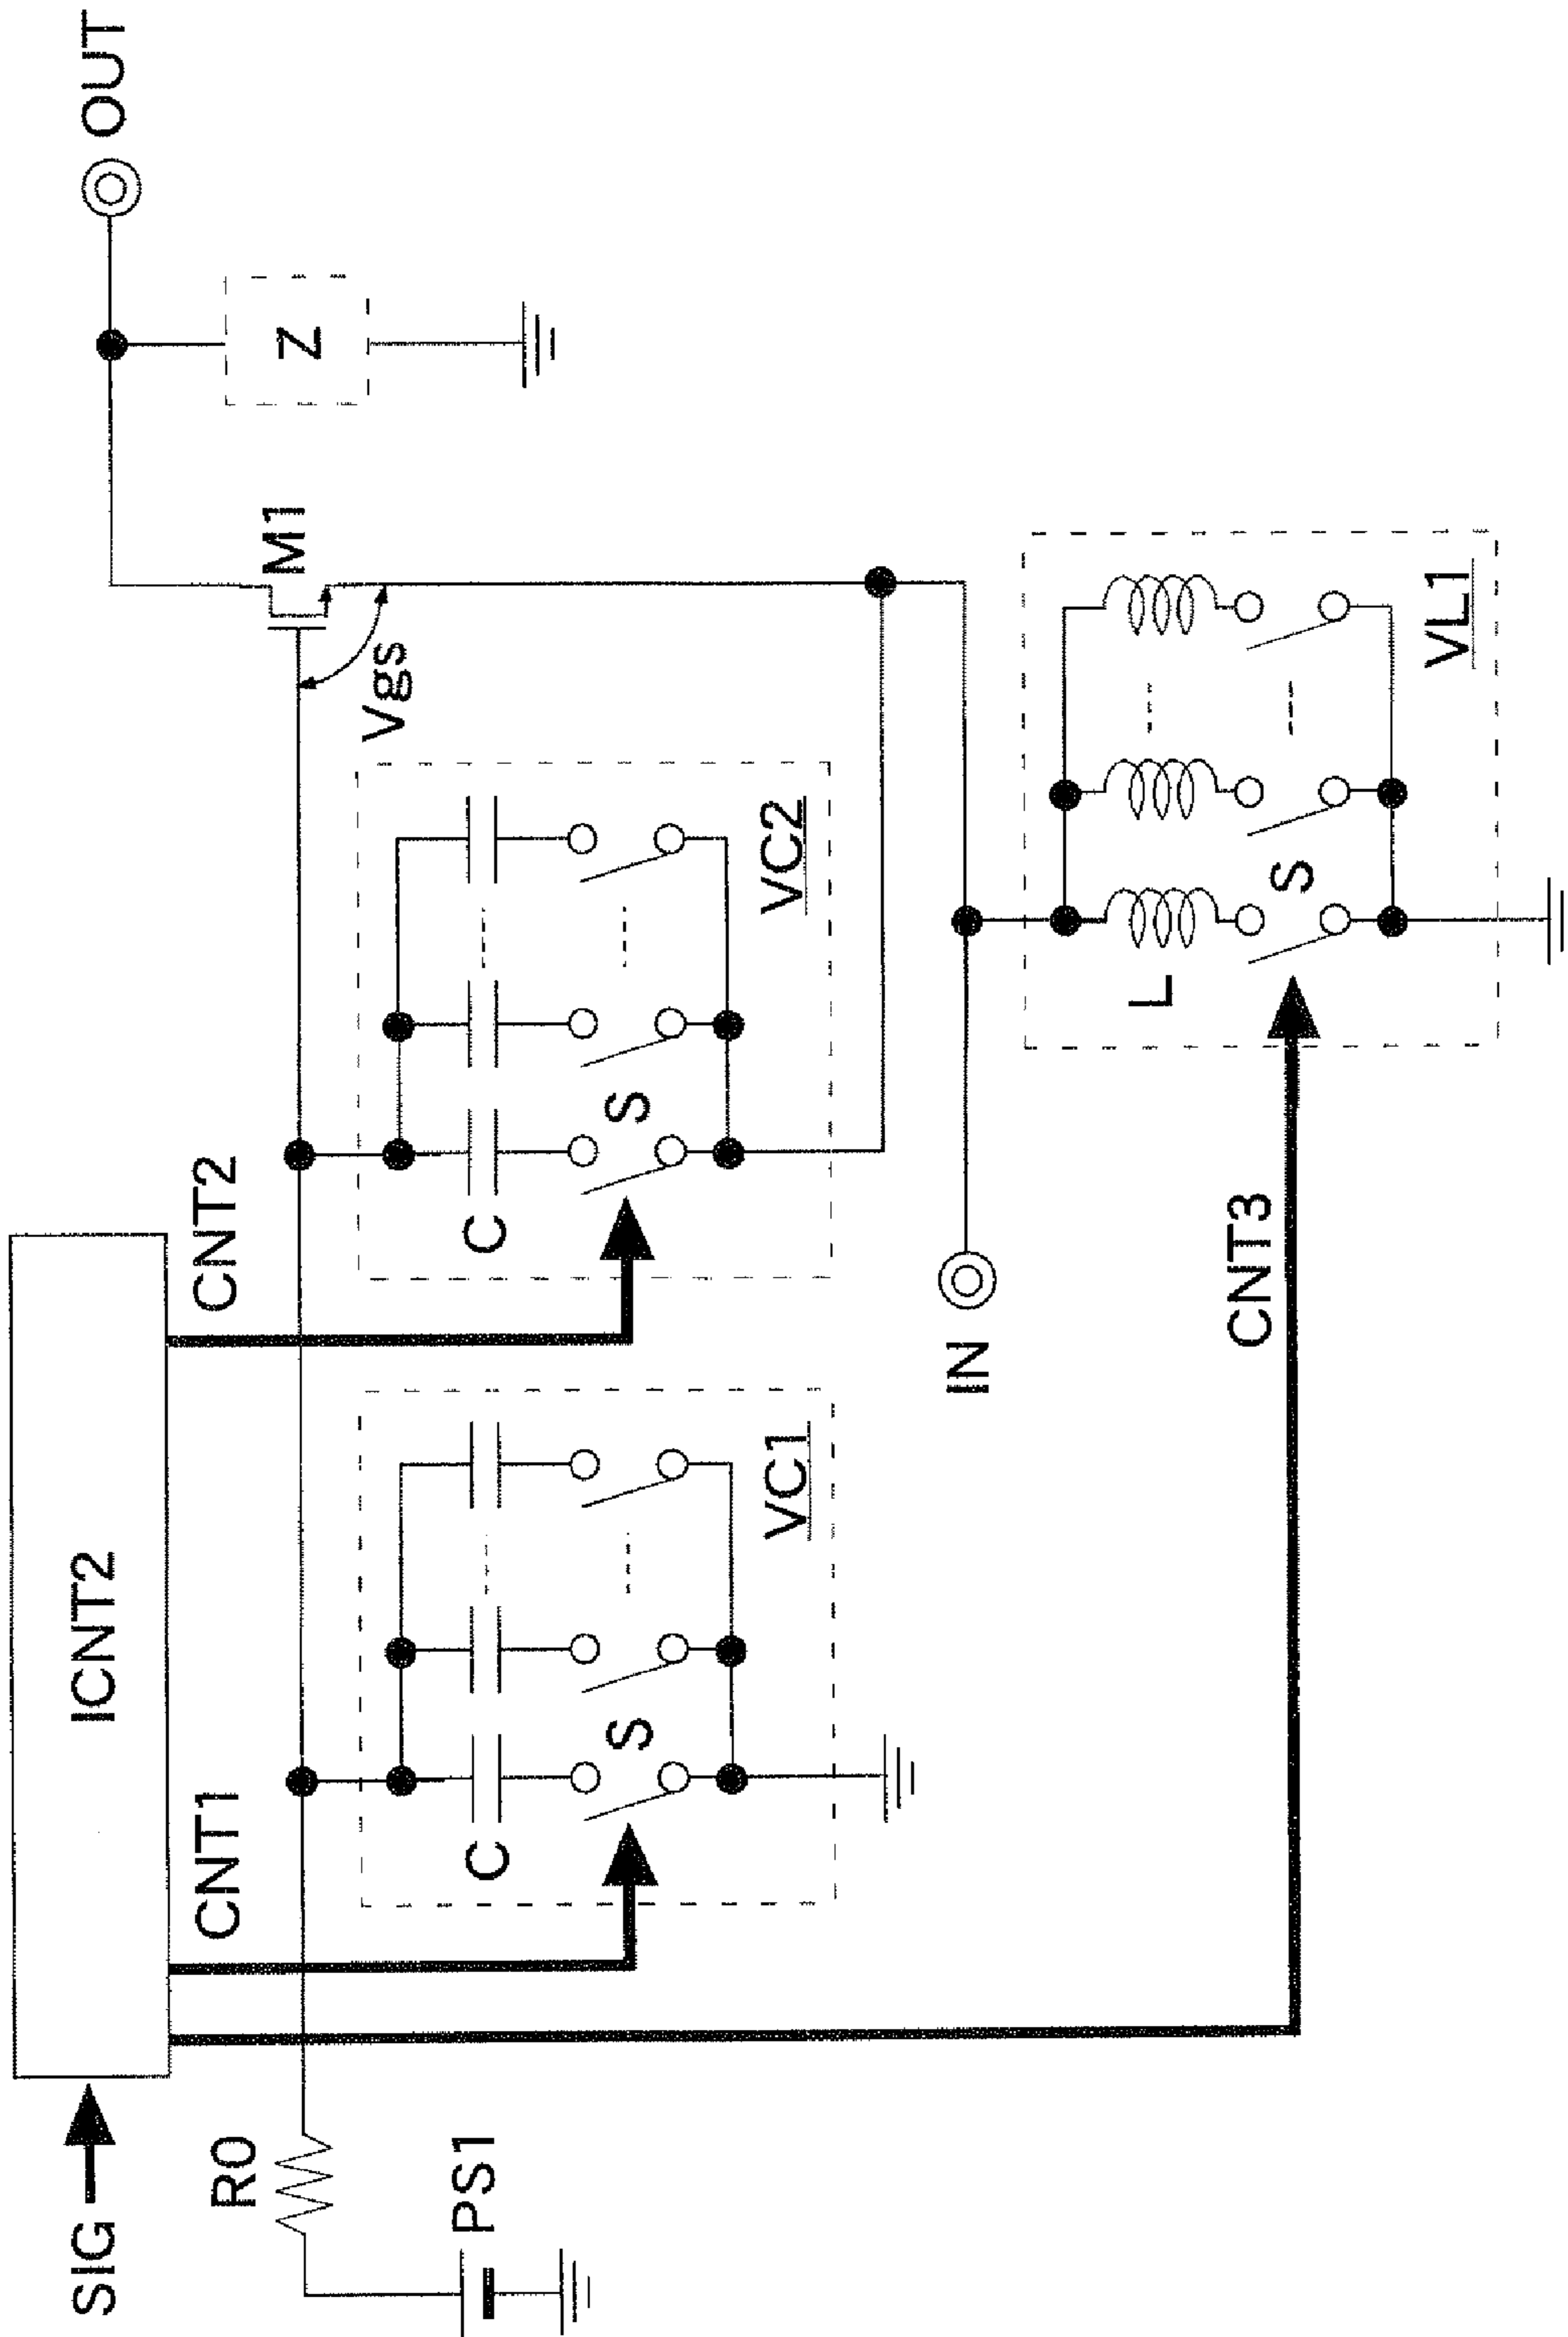 SIG
ICNT2
CNT1
CNT2
OUT
R0
PS1
M1
Vgs
Z
C
S
VC1
C
S
VC2
IN
CNT3
L
S
VL1